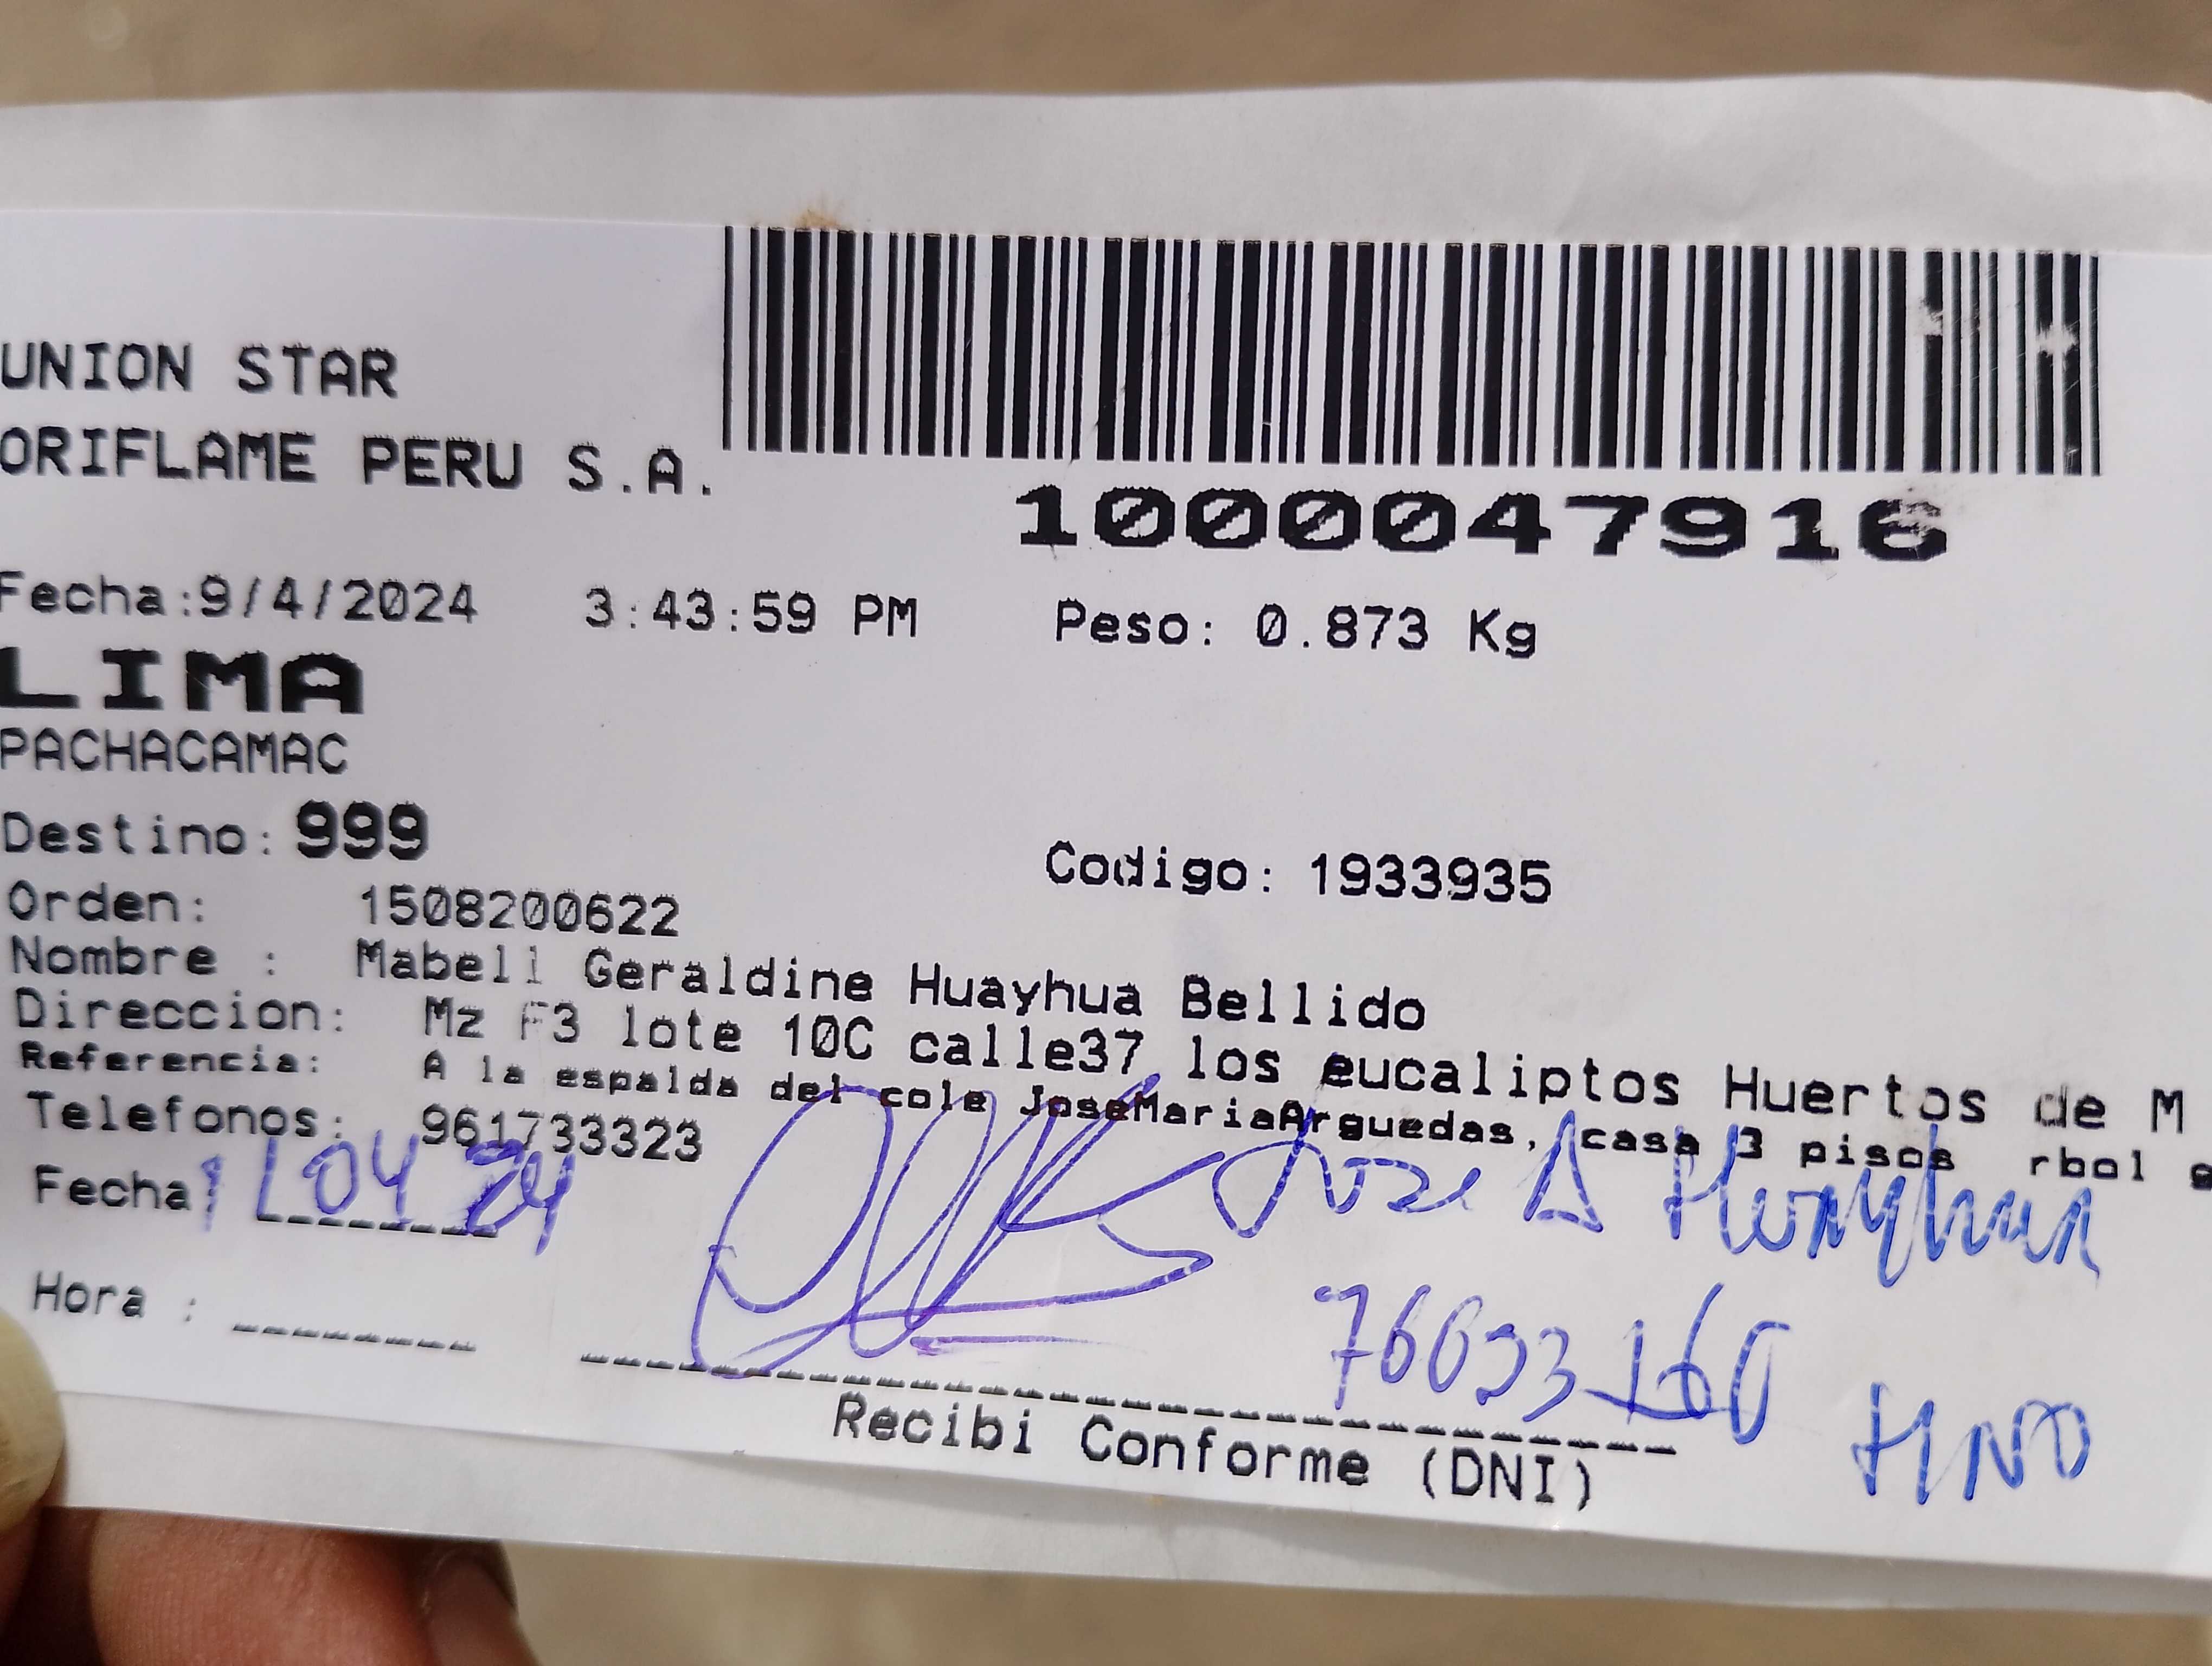 UNION STAR
ORIFLAME PERU S.A.
1000047916
Fecha:9/4/2024 3:43:59 PM Peso: 0.873 Kg
LIMA
PACHACAMAC
Destino: 999
Codigo: 1933935
Orden: 1508200622
Nombre : Mabell Geraldine Huayhua Bellido
Direccion: Mz F3 lote 10C calle37 los eucaliptos Huertos de M
Referencia: A la espalda del cole JoseMariaArguedas, casa 3 pisos rbol g
Telefonos: 961733323
Fecha 11 04 24
Jose A Huayhua
Hora :
HNO
Recibi Conforme (DNI)